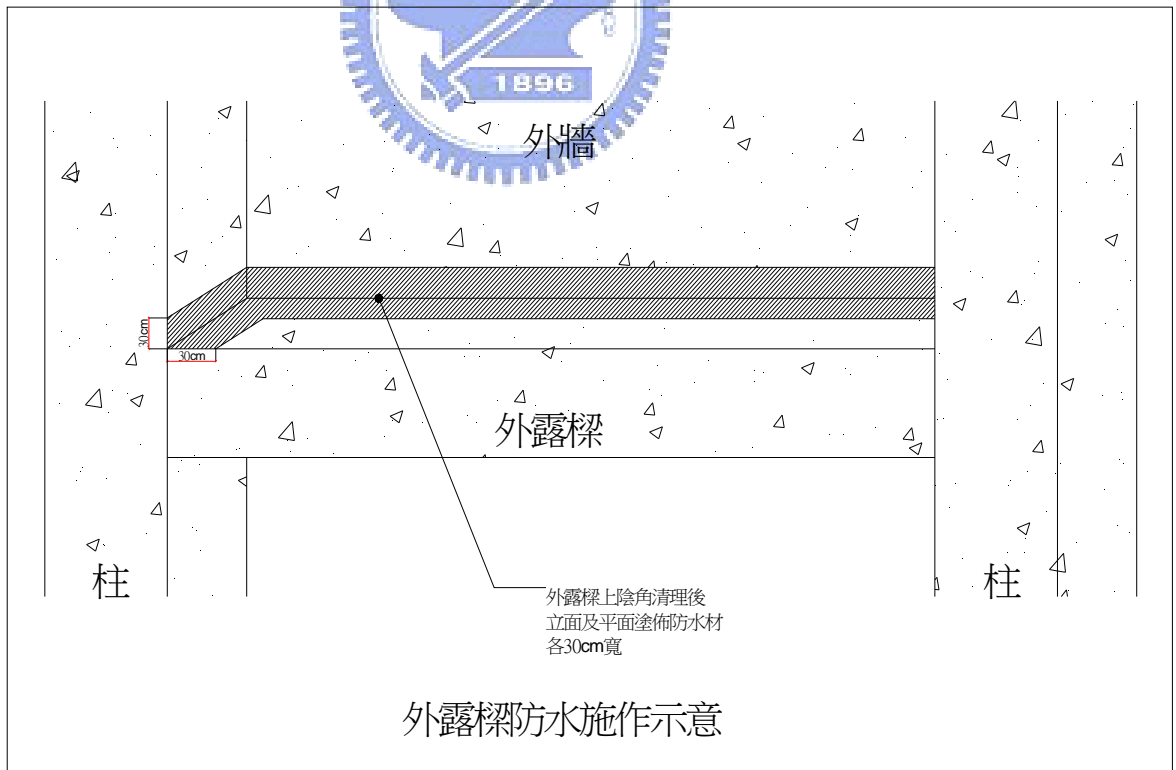 1896
外牆
30cm
30cm
外露樑
柱
柱
外露樑上陰角清理後
立面及平面塗佈防水材
各30cm寬
外露樑防水施作示意